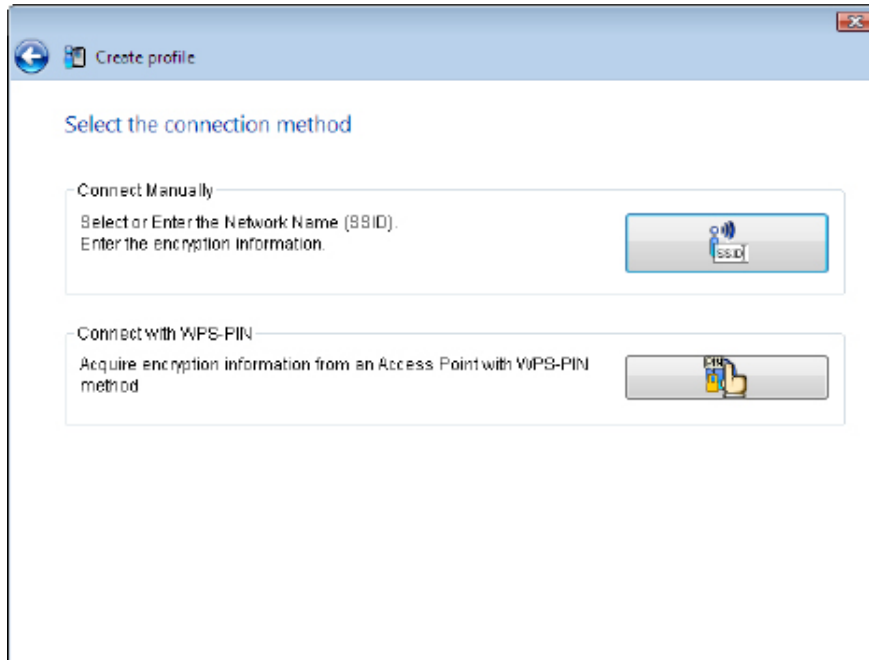 Create profile
Select the connection method
Connect Manually
Select or Enter the Network Name (SSID).
Enter the encryption information.
SSID
Connect with WPS-PIN
Acquire encryption information from an Access Point with WPS-PIN
method
PIN